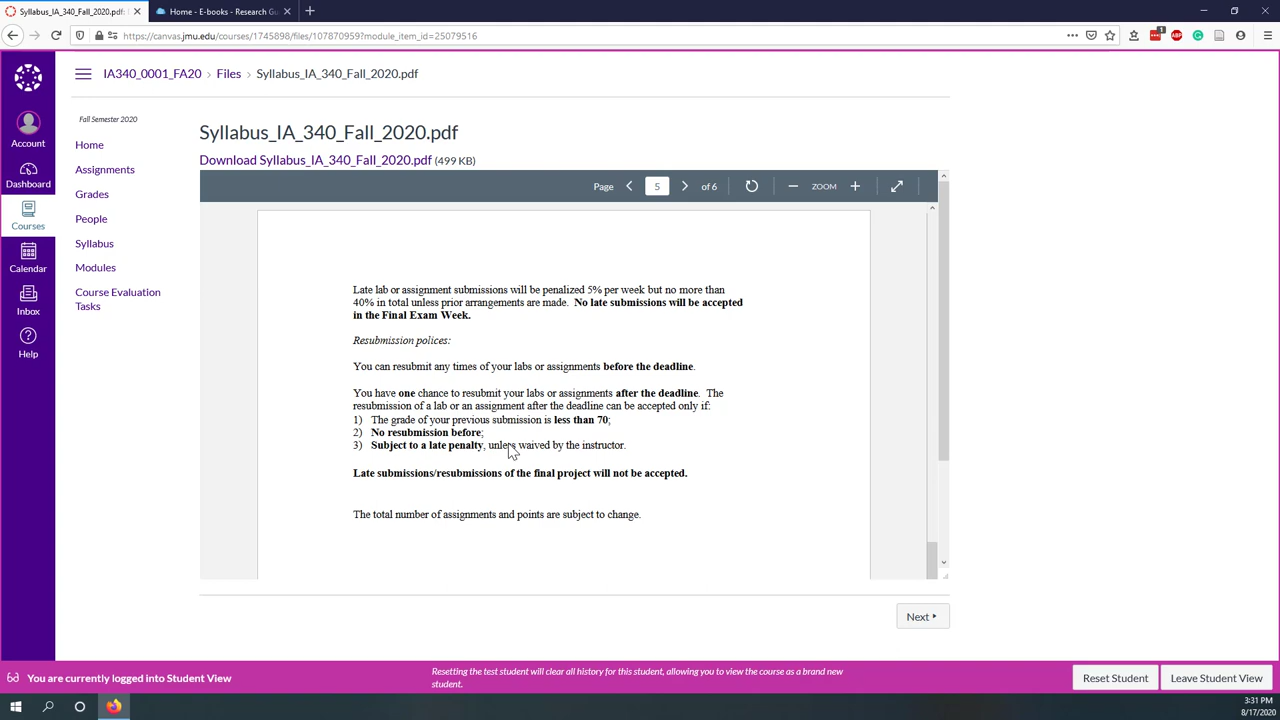 Syllabus_IA_340_Fall_2020.pdf:
Home - E-books - Research Gu
https://canvas.jmu.edu/courses/1745898/files/107870959?module_item_id=25079516
IA340_0001_FA20 › Files › Syllabus_IA_340_Fall_2020.pdf
Account
Dashboard
Courses
Calendar
Inbox
Help
Fall Semester 2020
Home
Assignments
Grades
People
Syllabus
Modules
Course Evaluation
Tasks
Syllabus_IA_340_Fall_2020.pdf
Download Syllabus_IA_340_Fall_2020.pdf (499 KB)
Page 5 of 6 ZOOM
Late lab or assignment submissions will be penalized 5% per week but no more than
40% in total unless prior arrangements are made. No late submissions will be accepted
in the Final Exam Week.
Resubmission polices:
You can resubmit any times of your labs or assignments before the deadline.
You have one chance to resubmit your labs or assignments after the deadline. The
resubmission of a lab or an assignment after the deadline can be accepted only if:
1) The grade of your previous submission is less than 70;
2) No resubmission before;
3) Subject to a late penalty, unless waived by the instructor.
Late submissions/resubmissions of the final project will not be accepted.
The total number of assignments and points are subject to change.
Next
You are currently logged into Student View
Resetting the test student will clear all history for this student, allowing you to view the course as a brand new
student.
Reset Student
Leave Student View
3:31 PM
8/17/2020